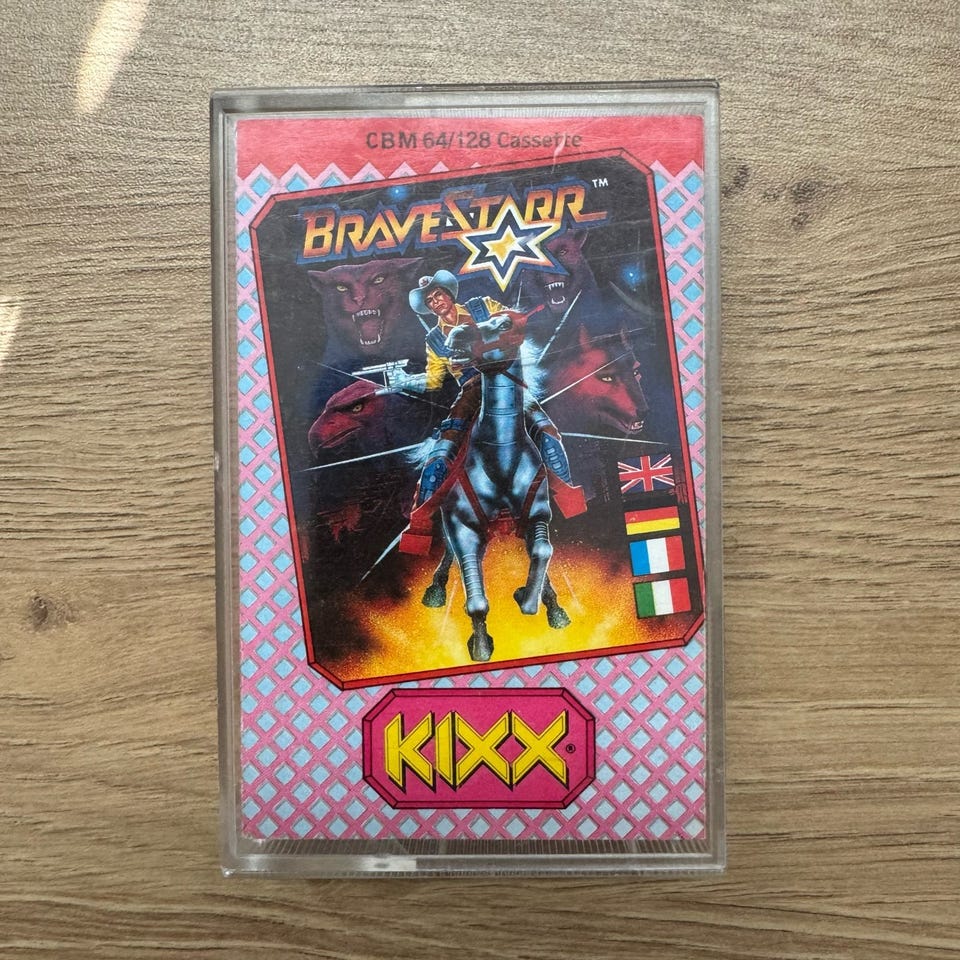 CBM 64/128 Cassette
BRAVESTARR™
KIXX®